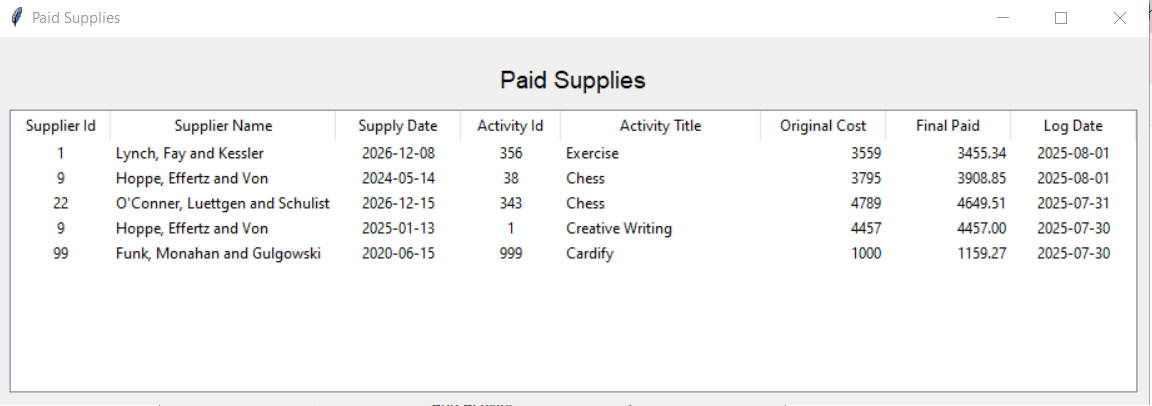 Paid Supplies
Paid Supplies
Supplier Id Supplier Name Supply Date Activity Id Activity Title Original Cost Final Paid Log Date
1 Lynch, Fay and Kessler 2026-12-08 356 Exercise 3559 3455.34 2025-08-01
9 Hoppe, Effertz and Von 2024-05-14 38 Chess 3795 3908.85 2025-08-01
22 O'Conner, Luettgen and Schulist 2026-12-15 343 Chess 4789 4649.51 2025-07-31
9 Hoppe, Effertz and Von 2025-01-13 1 Creative Writing 4457 4457.00 2025-07-30
99 Funk, Monahan and Gulgowski 2020-06-15 999 Cardify 1000 1159.27 2025-07-30